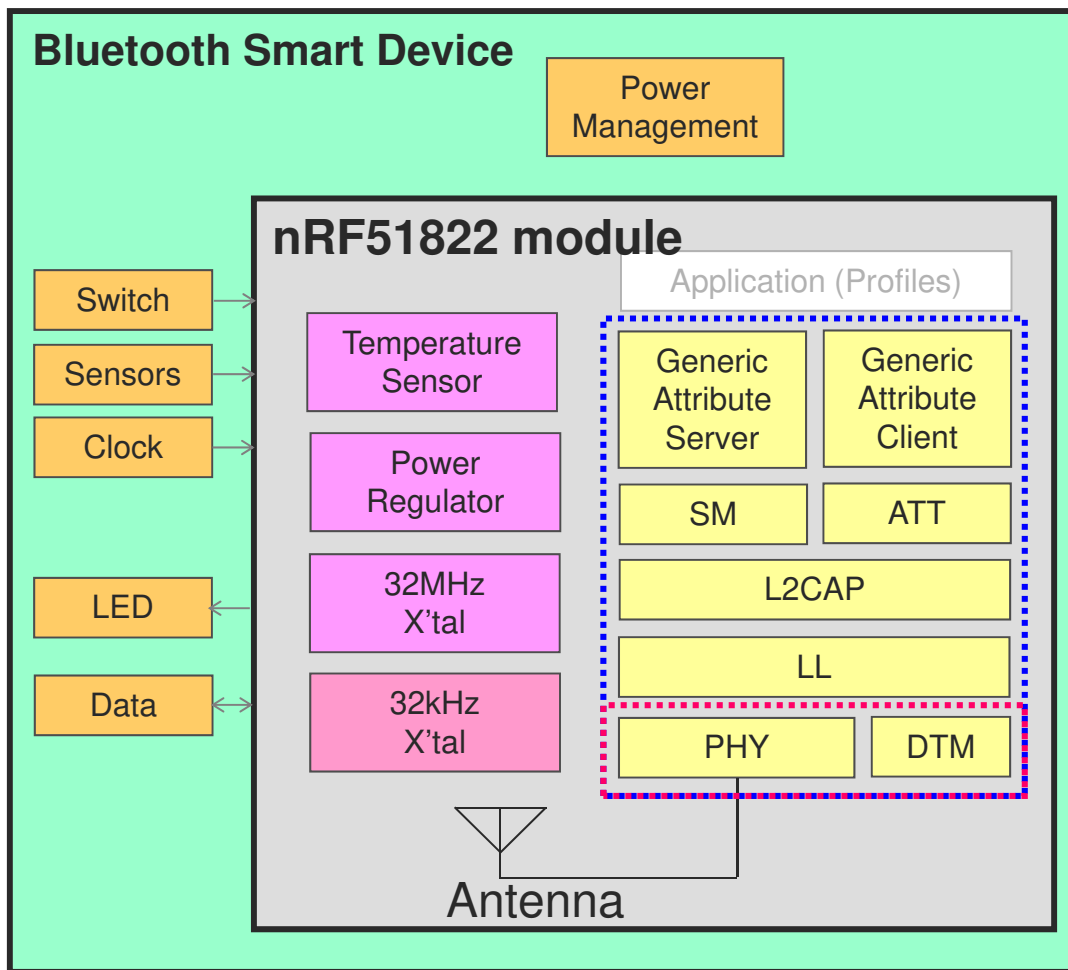 Bluetooth Smart Device
Power
Management
nRF51822 module
Switch
Sensors
Clock
LED
Data
Temperature
Sensor
Power
Regulator
32MHz
X'tal
32kHz
X'tal
Application (Profiles)
Generic
Attribute
Server
Generic
Attribute
Client
SM
ATT
L2CAP
LL
PHY
DTM
Antenna